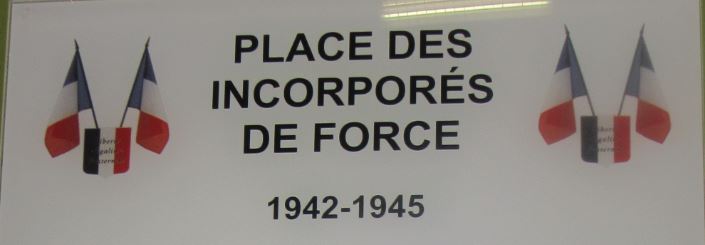 PLACE DES
INCORPORÉS
DE FORCE
1942-1945